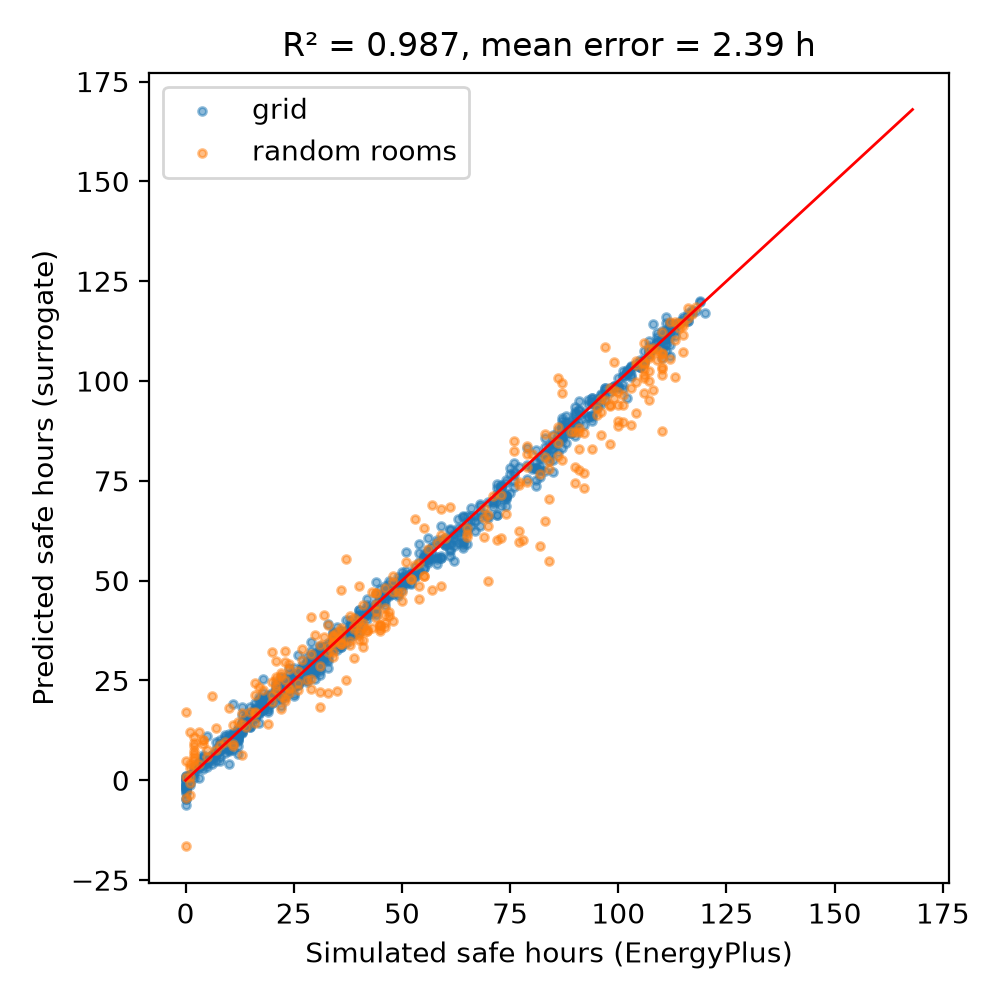 R² = 0.987, mean error = 2.39 h
grid
random rooms
175
150
125
100
75
50
25
0
−25
Predicted safe hours (surrogate)
0 25 50 75 100 125 150 175
Simulated safe hours (EnergyPlus)